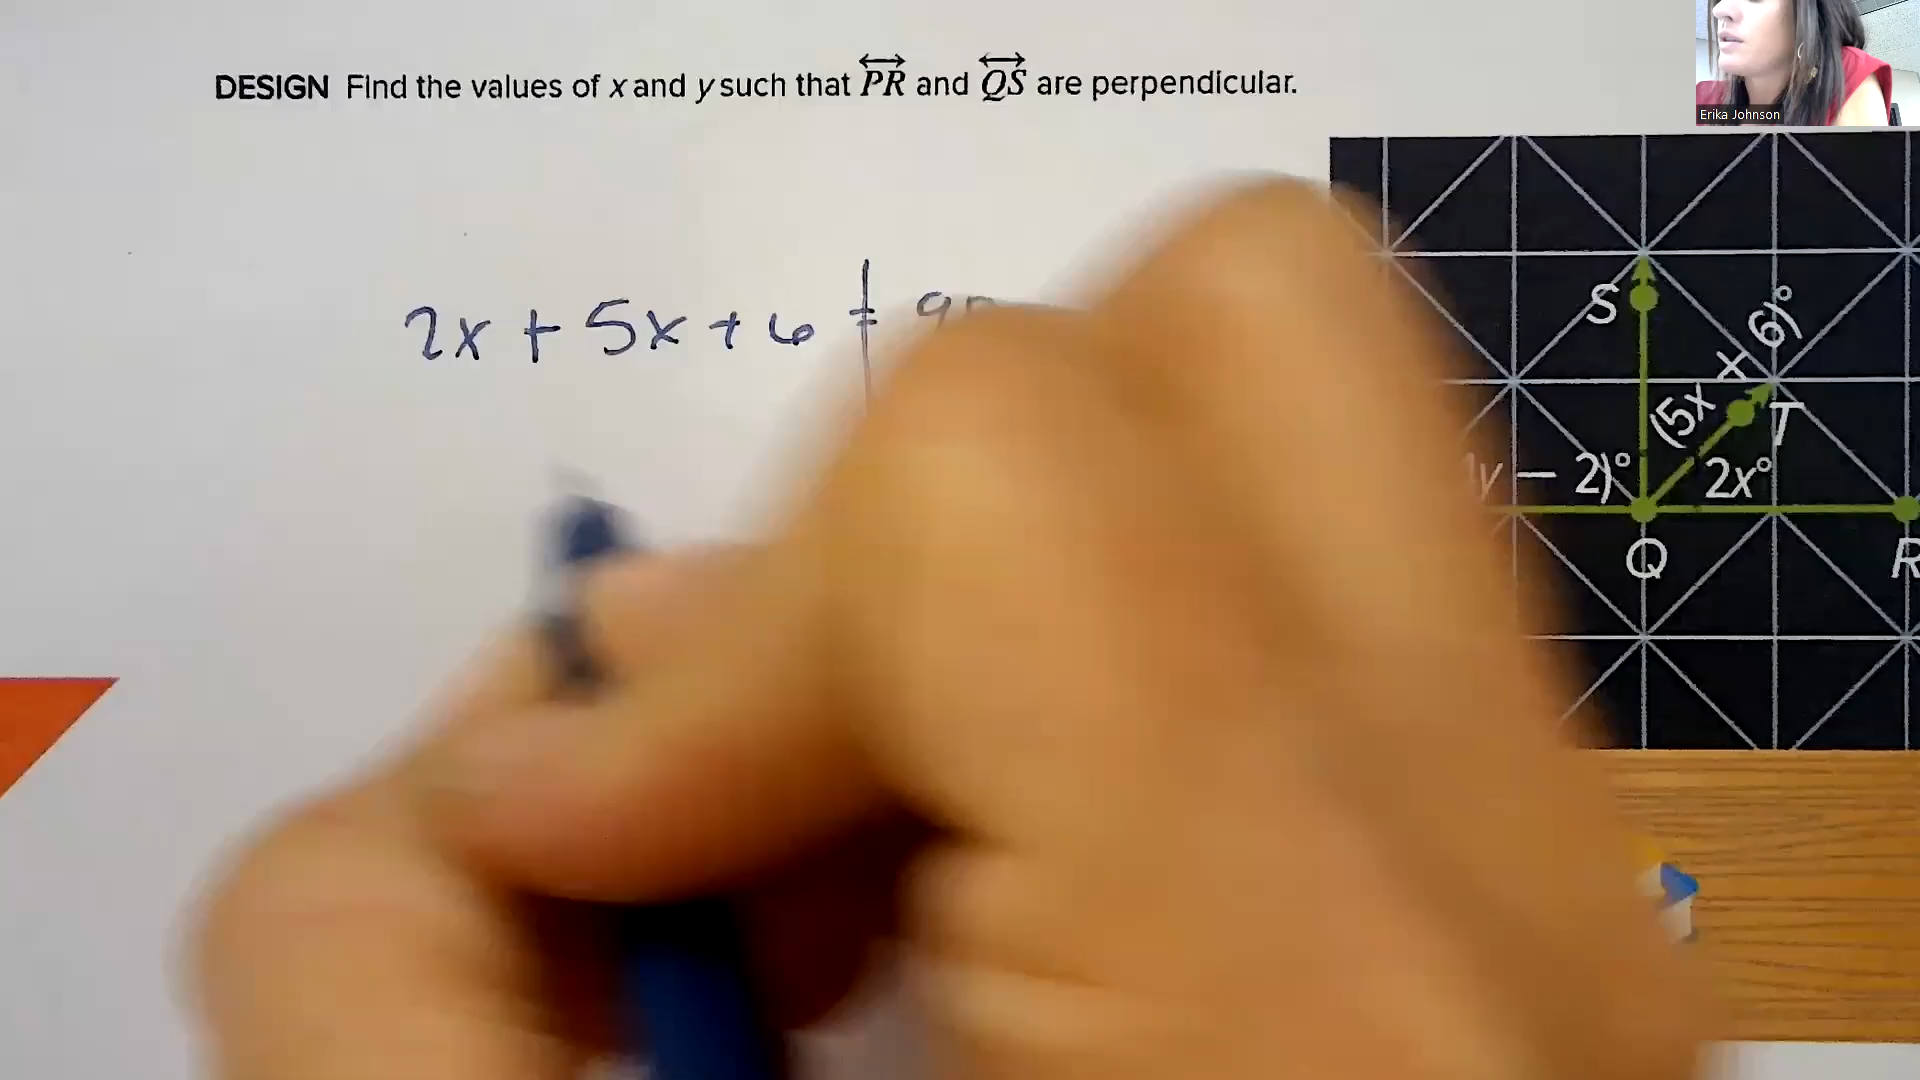 DESIGN Find the values of x and y such that PR and QS are perpendicular.
Erika Johnson
2x + 5x + 6 = 90
S
(5x + 6)°
T
y − 2)°
2x°
Q
R